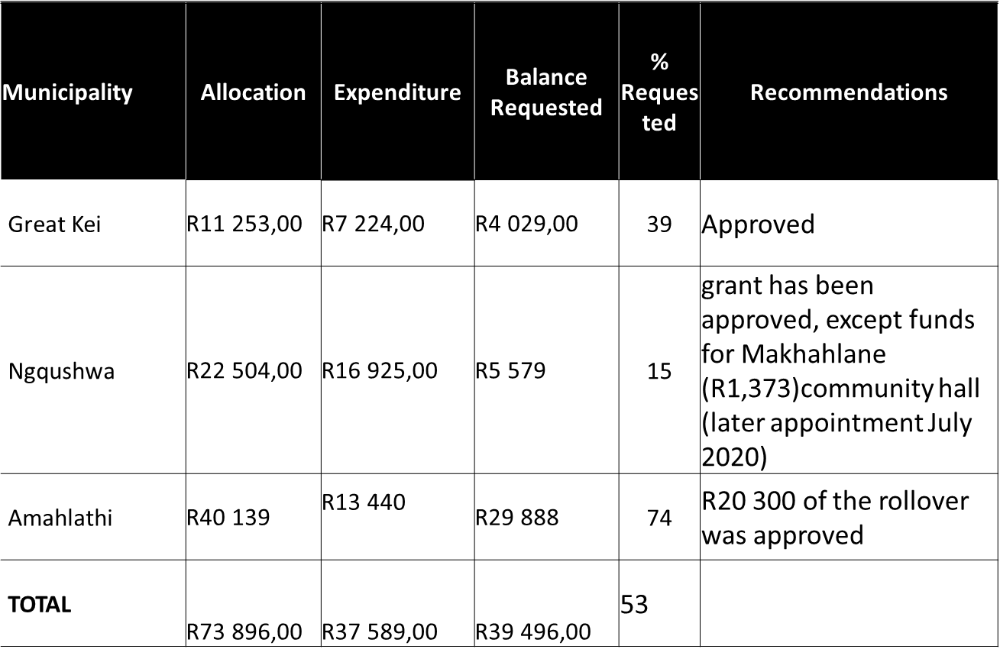 Municipality
Allocation
Expenditure
Balance
Requested
%
Reques
ted
Recommendations
Great Kei
R11 253,00
R7 224,00
R4 029,00
39
Approved
Ngqushwa
R22 504,00
R16 925,00
R5 579
15
grant has been
approved, except funds
for Makhahlane
(R1,373)community hall
(later appointment July
2020)
Amahlathi
R40 139
R13 440
R29 888
74
R20 300 of the rollover
was approved
TOTAL
R73 896,00
R37 589,00
R39 496,00
53